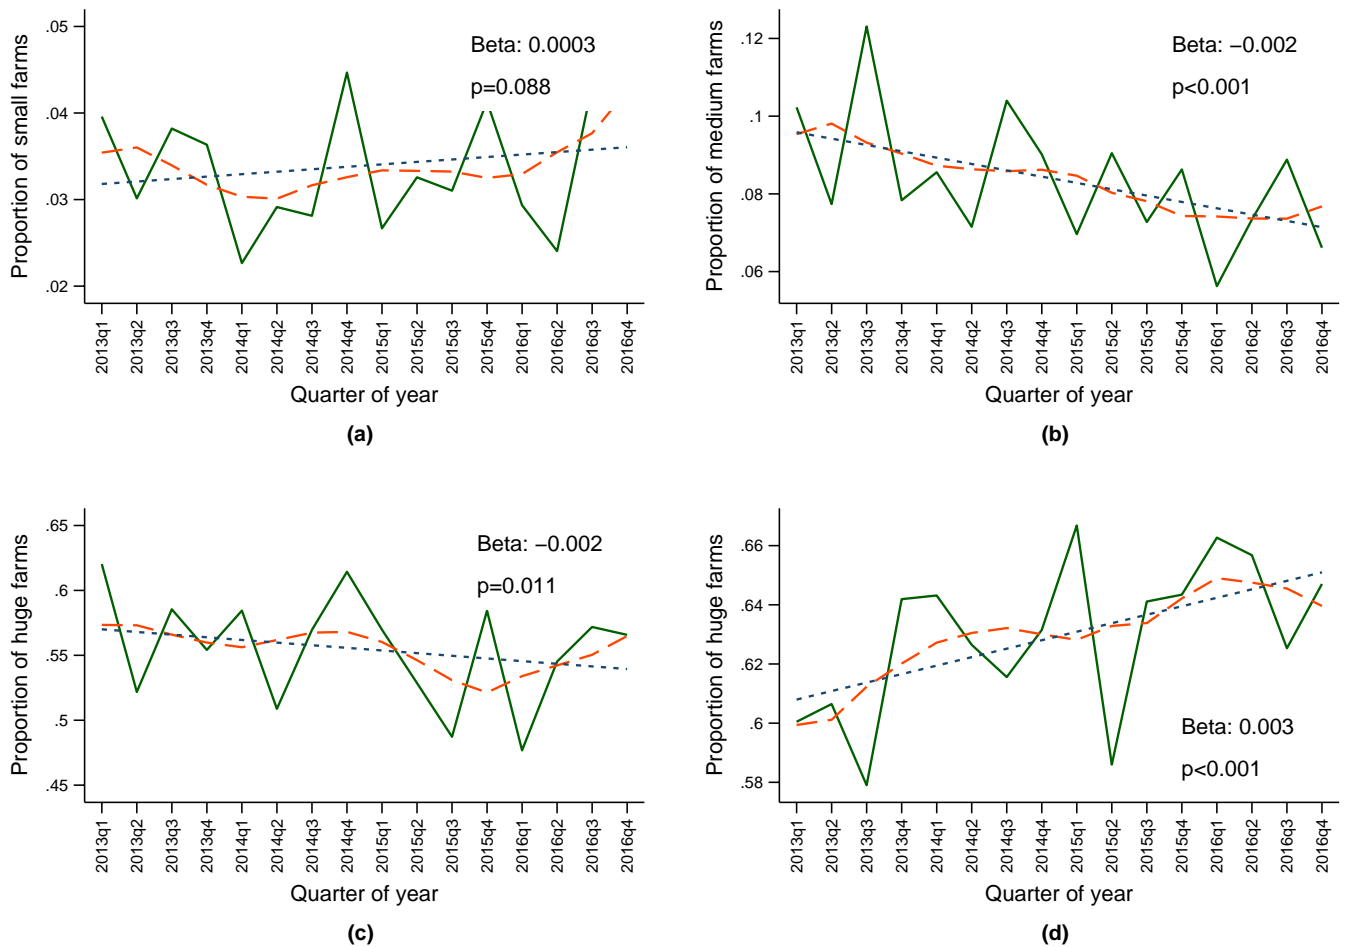 Proportion of small farms
.05
.04
.03
.02
Beta: 0.0003
p=0.088
2013q1
2013q2
2013q3
2013q4
2014q1
2014q2
2014q3
2014q4
2015q1
2015q2
2015q3
2015q4
2016q1
2016q2
2016q3
2016q4
Quarter of year
(a)
Proportion of medium farms
.12
.1
.08
.06
Beta: −0.002
p<0.001
2013q1
2013q2
2013q3
2013q4
2014q1
2014q2
2014q3
2014q4
2015q1
2015q2
2015q3
2015q4
2016q1
2016q2
2016q3
2016q4
Quarter of year
(b)
Proportion of huge farms
.65
.6
.55
.5
.45
Beta: −0.002
p=0.011
2013q1
2013q2
2013q3
2013q4
2014q1
2014q2
2014q3
2014q4
2015q1
2015q2
2015q3
2015q4
2016q1
2016q2
2016q3
2016q4
Quarter of year
(c)
Proportion of huge farms
.66
.64
.62
.6
.58
Beta: 0.003
p<0.001
2013q1
2013q2
2013q3
2013q4
2014q1
2014q2
2014q3
2014q4
2015q1
2015q2
2015q3
2015q4
2016q1
2016q2
2016q3
2016q4
Quarter of year
(d)